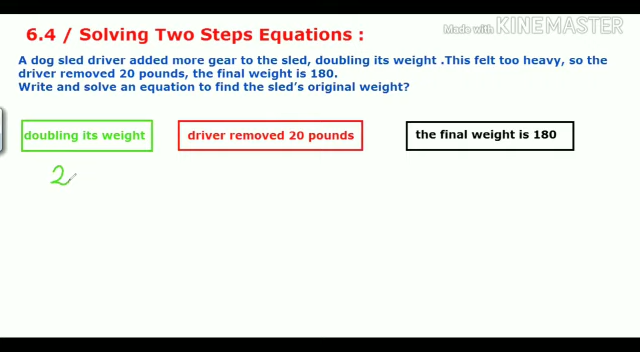 Made with KINEMASTER
6.4 / Solving Two Steps Equations :
A dog sled driver added more gear to the sled, doubling its weight .This felt too heavy, so the
driver removed 20 pounds, the final weight is 180.
Write and solve an equation to find the sled's original weight?
doubling its weight
driver removed 20 pounds
the final weight is 180
2